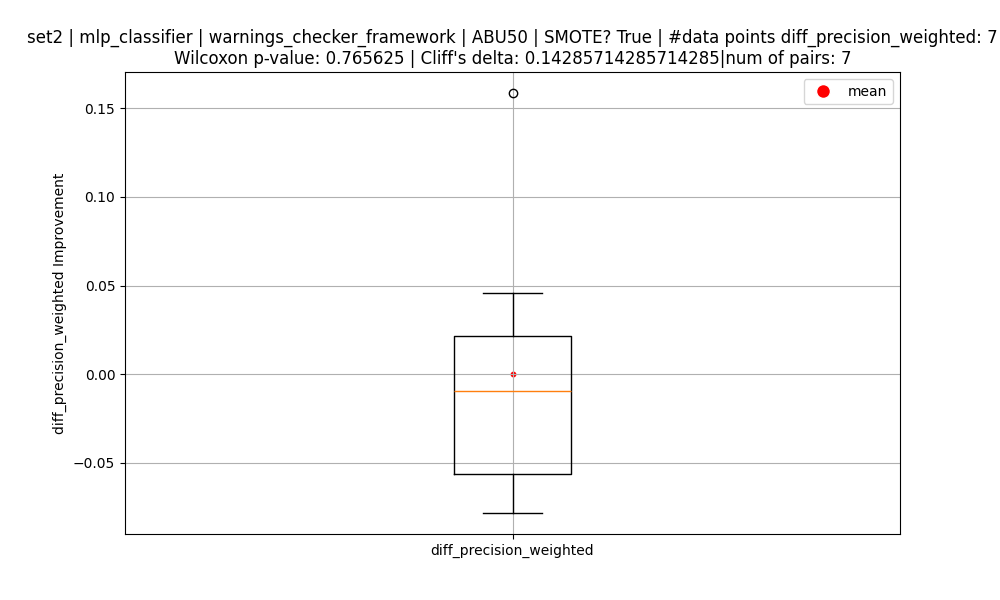 set2 | mlp_classifier | warnings_checker_framework | ABU50 | SMOTE? True | #data points diff_precision_weighted: 7
Wilcoxon p-value: 0.765625 | Cliff's delta: 0.14285714285714285|num of pairs: 7
mean
0.15
0.10
0.05
0.00
−0.05
diff_precision_weighted Improvement
diff_precision_weighted